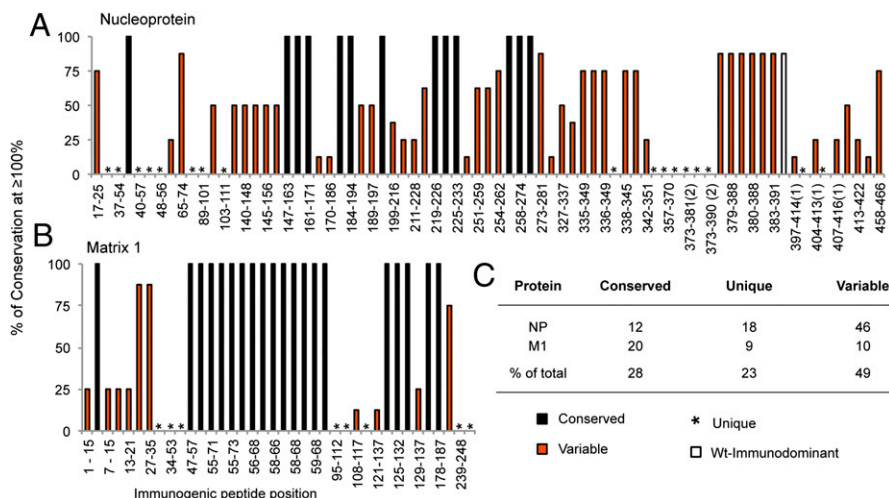 A
Nucleoprotein
% of Conservation at ≥100%
100
75
50
25
0
* * * * * * * * * * * * * * * * * *
17-25 37-54 40-57 48-56 65-74 89-101 103-111 140-148 145-156 147-163 161-171 170-186 184-194 189-197 199-216 211-228 219-226 225-233 251-259 254-262 258-274 273-281 327-337 335-349 336-349 338-345 342-351 357-370 373-381(2) 373-390 (2) 379-388 380-388 383-391 397-414(1) 404-413(1) 407-416(1) 413-422 458-466
B
Matrix 1
100
75
50
25
0
* * * * * * * * *
1 - 15 7 - 15 13-21 27-35 34-53 47-57 55-71 55-73 56-68 58-66 58-68 59-68 95-112 108-117 121-137 125-132 129-137 178-187 239-248
Immunogenic peptide position
C
Protein Conserved Unique Variable
NP 12 18 46
M1 20 9 10
% of total 28 23 49
Conserved
* Unique
Variable
Wt-Immunodominant